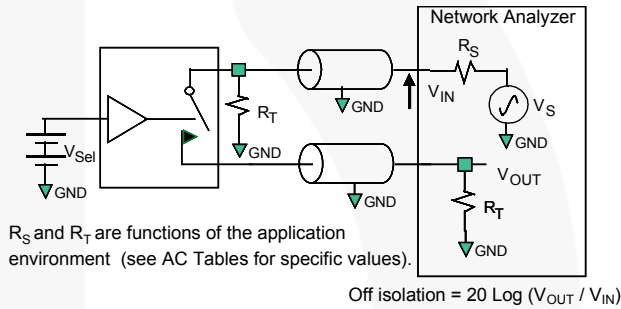 Network Analyzer
R_S
V_IN
V_S
GND
GND
R_T
GND
V_Sel
GND
GND
V_OUT
R_T
GND
R_S and R_T are functions of the application
environment (see AC Tables for specific values).
Off isolation = 20 Log (V_OUT / V_IN)